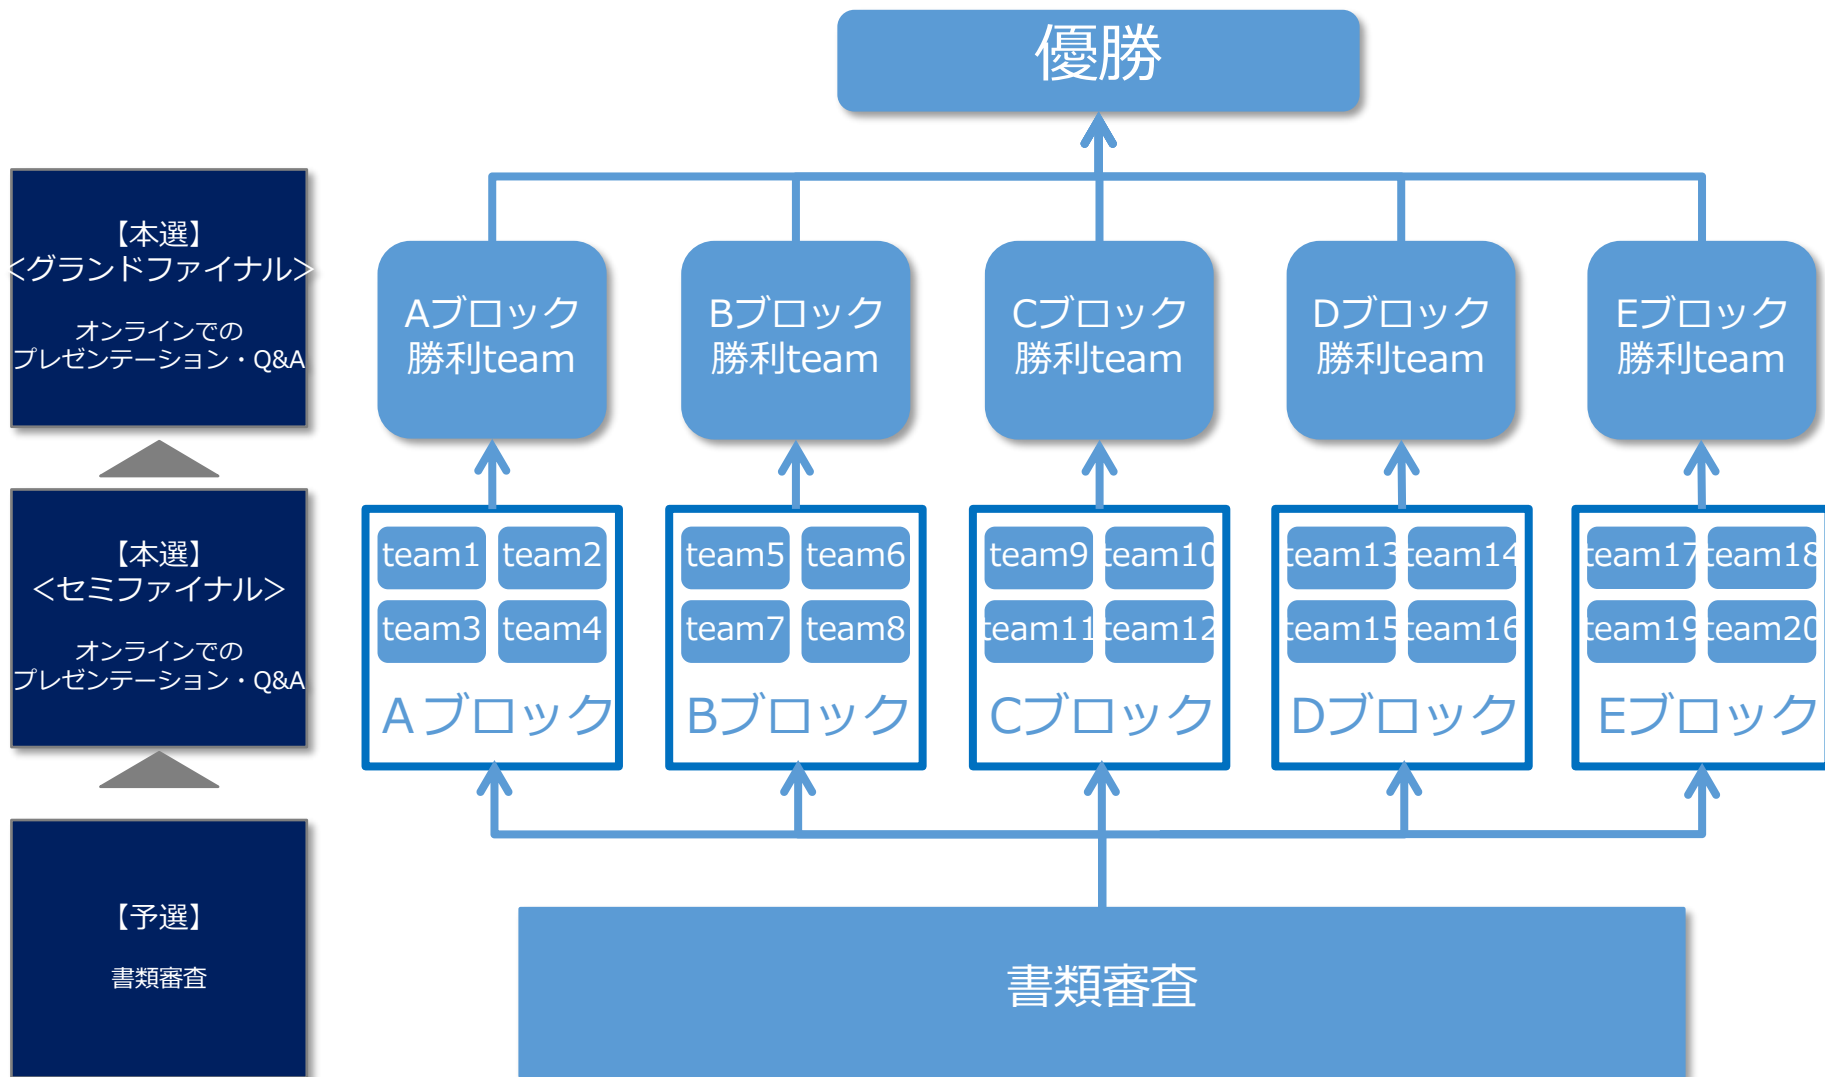 優勝
【本選】
＜グランドファイナル＞
オンラインでの
プレゼンテーション・Q&A
Aブロック
勝利team
Bブロック
勝利team
Cブロック
勝利team
Dブロック
勝利team
Eブロック
勝利team
【本選】
＜セミファイナル＞
オンラインでの
プレゼンテーション・Q&A
team1 team2
team3 team4
A ブロック
team5 team6
team7 team8
Bブロック
team9 team10
team11 team12
Cブロック
team13 team14
team15 team16
Dブロック
team17 team18
team19 team20
Eブロック
【予選】
書類審査
書類審査